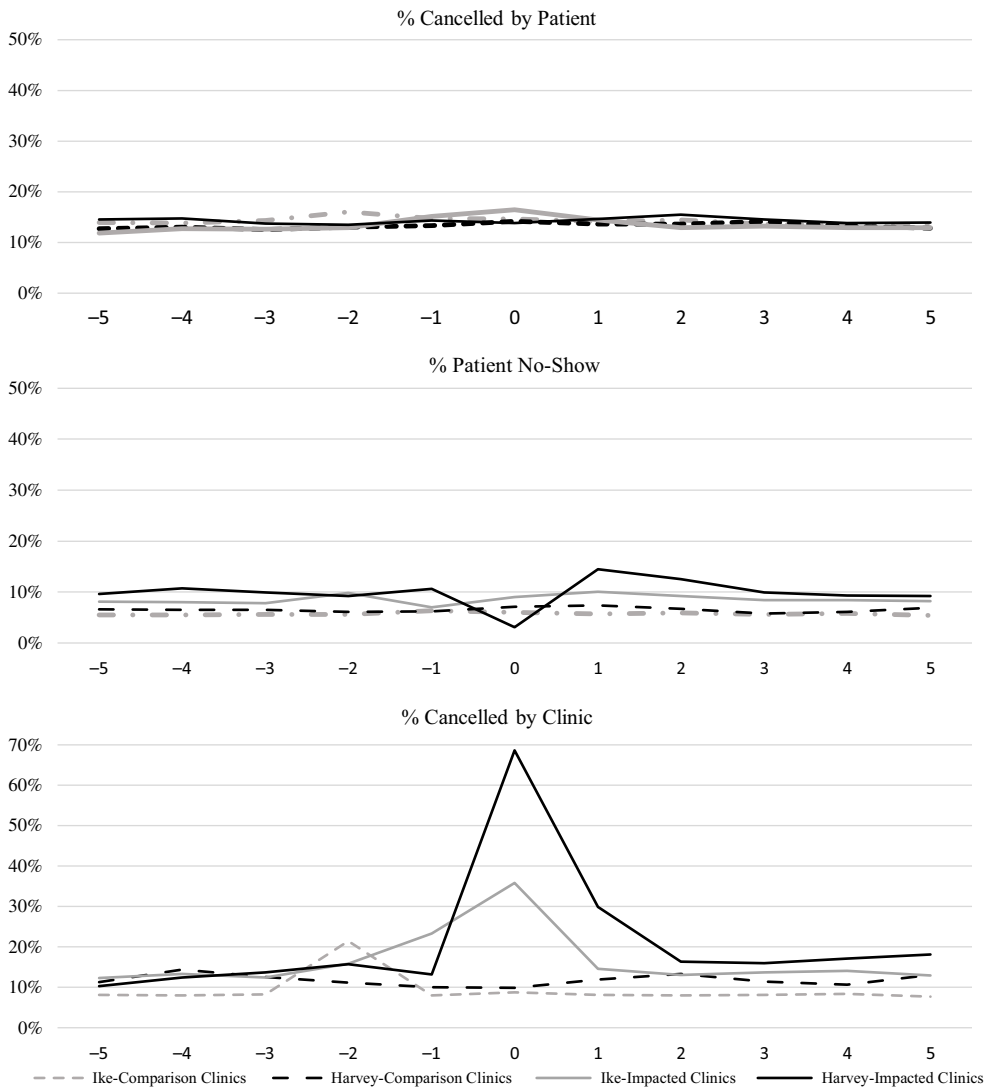 % Cancelled by Patient
50%
40%
30%
20%
10%
0%
–5 –4 –3 –2 –1 0 1 2 3 4 5
% Patient No-Show
50%
40%
30%
20%
10%
0%
–5 –4 –3 –2 –1 0 1 2 3 4 5
% Cancelled by Clinic
70%
60%
50%
40%
30%
20%
10%
0%
–5 –4 –3 –2 –1 0 1 2 3 4 5
Ike-Comparison Clinics Harvey-Comparison Clinics Ike-Impacted Clinics Harvey-Impacted Clinics